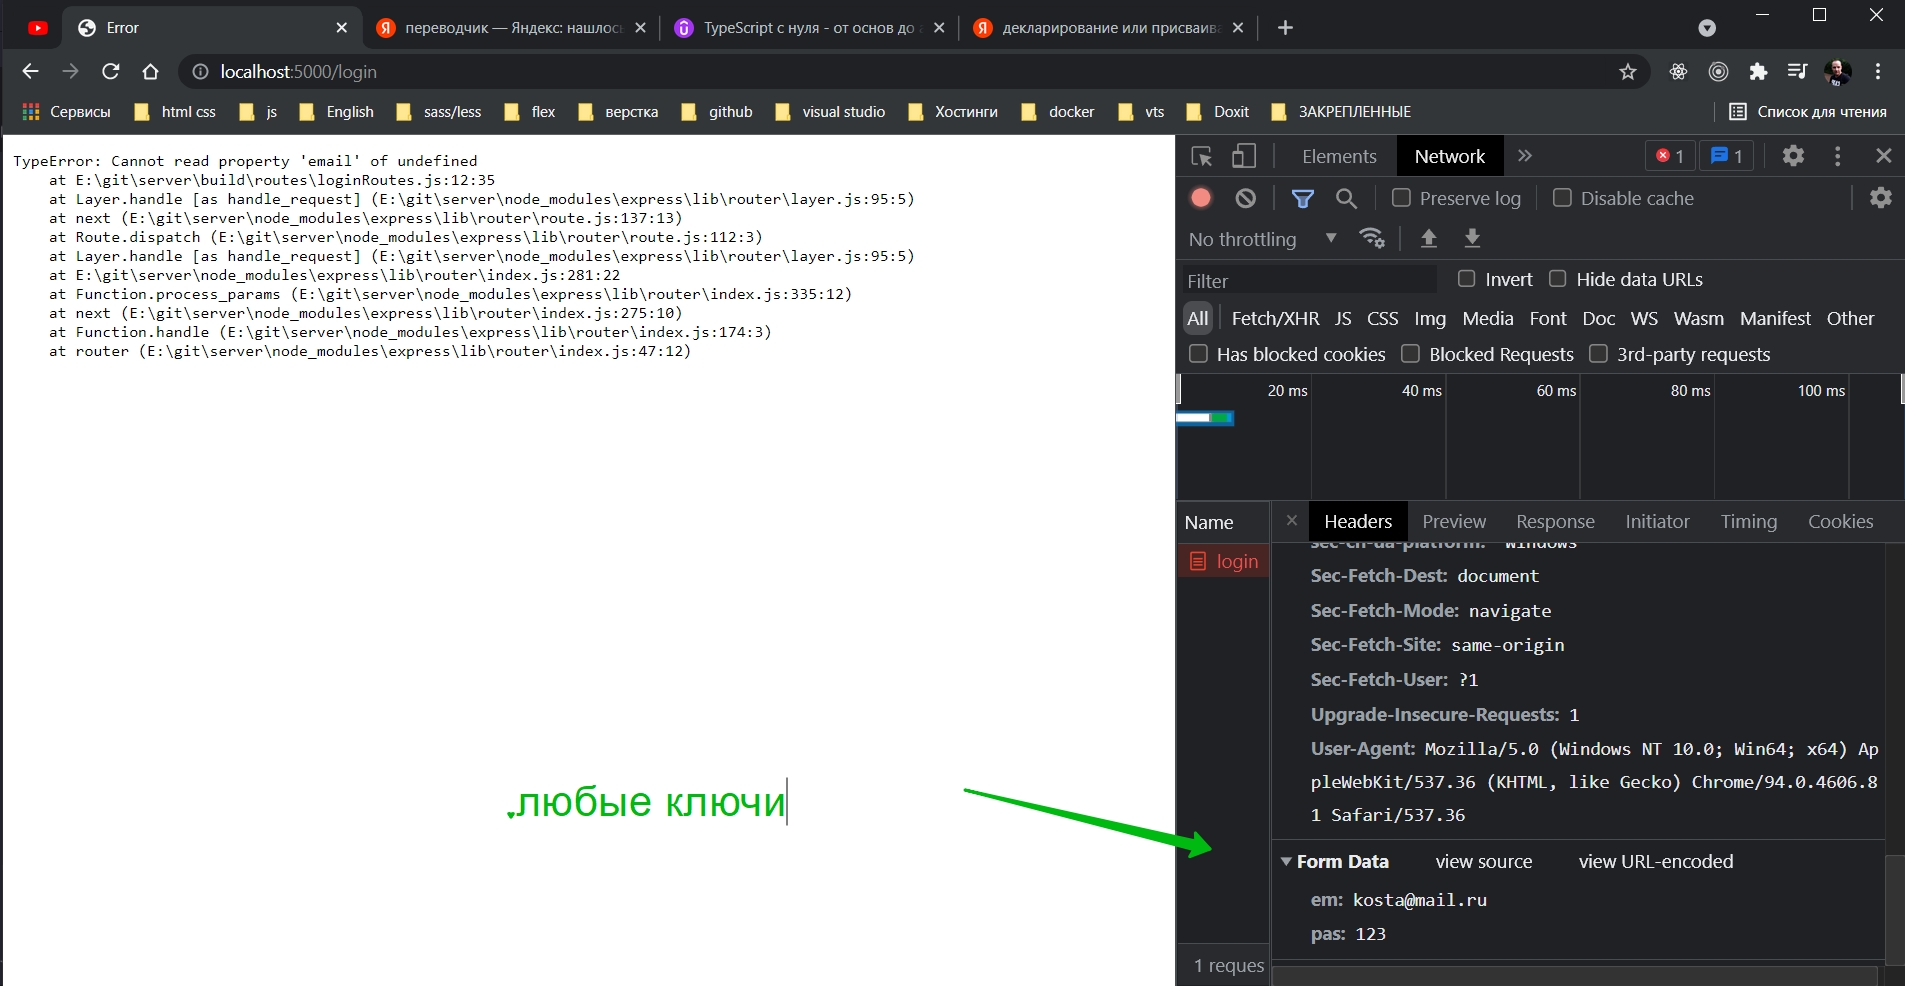 Error
переводчик — Яндекс: нашлось
TypeScript с нуля - от основ до
декларирование или присваива
localhost:5000/login
Сервисы html css js English sass/less flex верстка github visual studio Хостинги docker vts Doxit ЗАКРЕПЛЕННЫЕ Список для чтения
TypeError: Cannot read property 'email' of undefined
at E:\git\server\build\routes\loginRoutes.js:12:35
at Layer.handle [as handle_request] (E:\git\server\node_modules\express\lib\router\layer.js:95:5)
at next (E:\git\server\node_modules\express\lib\router\route.js:137:13)
at Route.dispatch (E:\git\server\node_modules\express\lib\router\route.js:112:3)
at Layer.handle [as handle_request] (E:\git\server\node_modules\express\lib\router\layer.js:95:5)
at E:\git\server\node_modules\express\lib\router\index.js:281:22
at Function.process_params (E:\git\server\node_modules\express\lib\router\index.js:335:12)
at next (E:\git\server\node_modules\express\lib\router\index.js:275:10)
at Function.handle (E:\git\server\node_modules\express\lib\router\index.js:174:3)
at router (E:\git\server\node_modules\express\lib\router\index.js:47:12)
любые ключи
Elements Network » 1 1
Preserve log Disable cache
No throttling
Filter Invert Hide data URLs
All Fetch/XHR JS CSS Img Media Font Doc WS Wasm Manifest Other
Has blocked cookies Blocked Requests 3rd-party requests
20 ms 40 ms 60 ms 80 ms 100 ms
Name
login
1 reques
Headers Preview Response Initiator Timing Cookies
sec-ch-ua-platform: "Windows"
Sec-Fetch-Dest: document
Sec-Fetch-Mode: navigate
Sec-Fetch-Site: same-origin
Sec-Fetch-User: ?1
Upgrade-Insecure-Requests: 1
User-Agent: Mozilla/5.0 (Windows NT 10.0; Win64; x64) Ap
pleWebKit/537.36 (KHTML, like Gecko) Chrome/94.0.4606.8
1 Safari/537.36
Form Data view source view URL-encoded
em: kosta@mail.ru
pas: 123